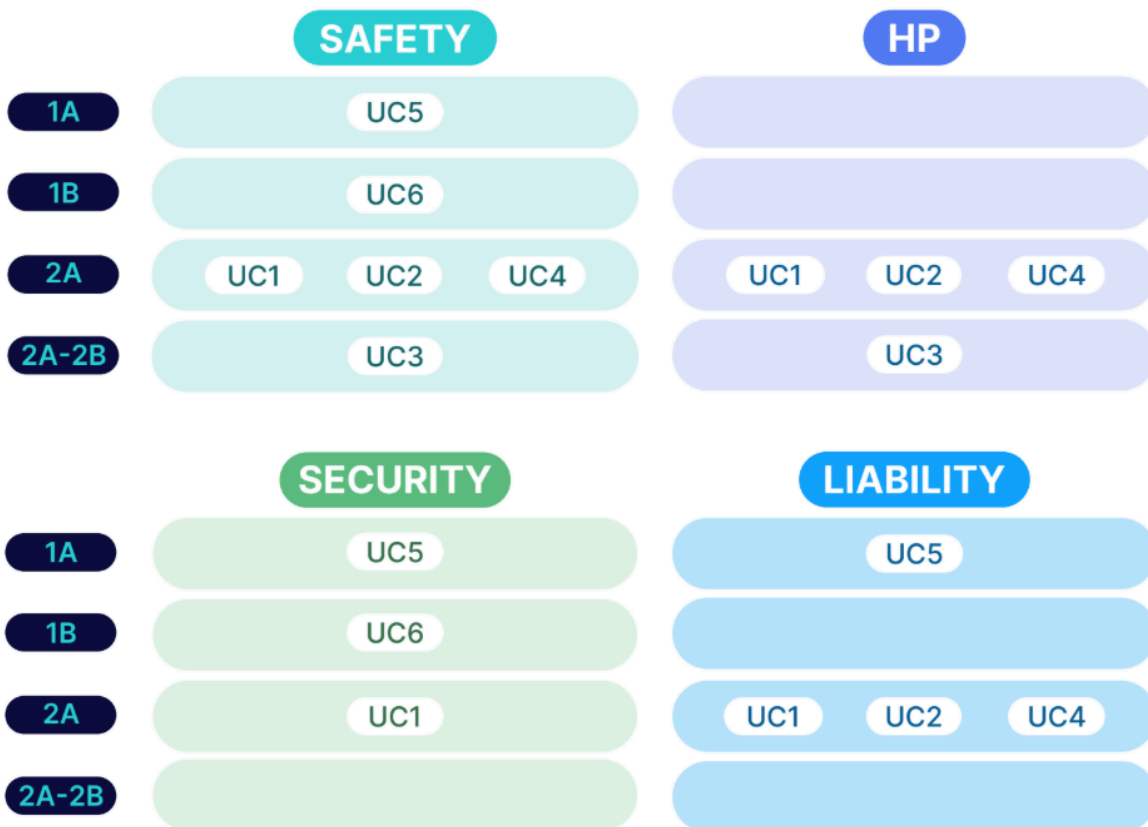 SAFETY HP
1A UC5
1B UC6
2A UC1 UC2 UC4 UC1 UC2 UC4
2A-2B UC3 UC3
SECURITY LIABILITY
1A UC5 UC5
1B UC6
2A UC1 UC1 UC2 UC4
2A-2B